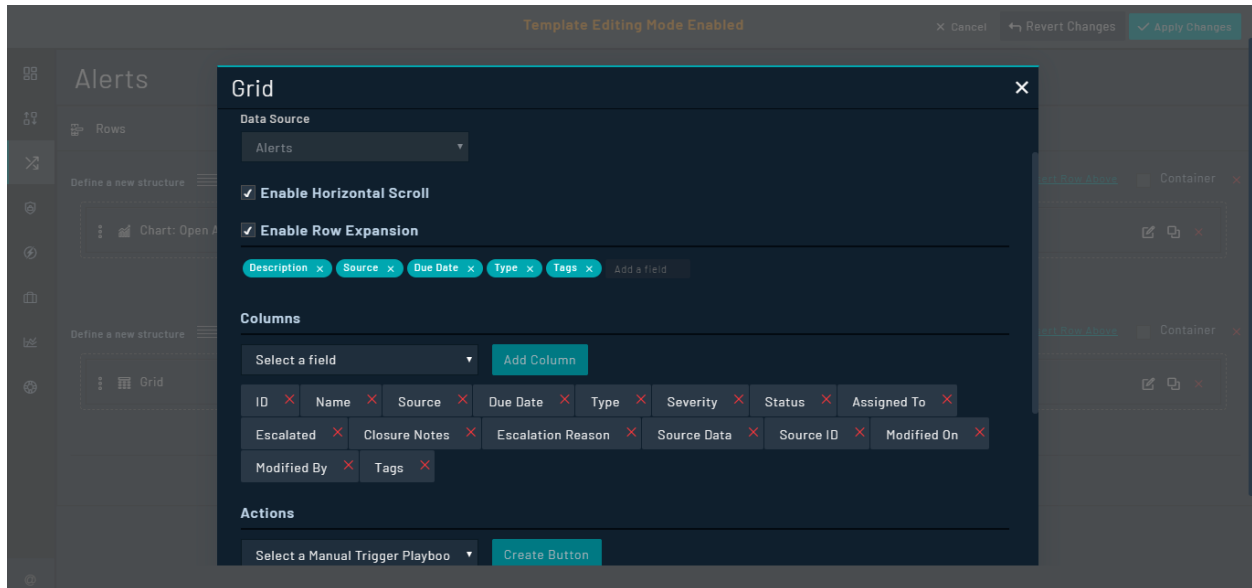 Template Editing Mode Enabled
Cancel
Revert Changes
Apply Changes
Alerts
Rows
Grid
Data Source
Alerts
Enable Horizontal Scroll
Enable Row Expansion
Description
Source
Due Date
Type
Tags
Add a field
Columns
Select a field
Add Column
ID
Name
Source
Due Date
Type
Severity
Status
Assigned To
Escalated
Closure Notes
Escalation Reason
Source Data
Source ID
Modified On
Modified By
Tags
Actions
Select a Manual Trigger Playboo
Create Button
Define a new structure
Row Above
Container
Chart: Open A
Define a new structure
Row Above
Container
Grid